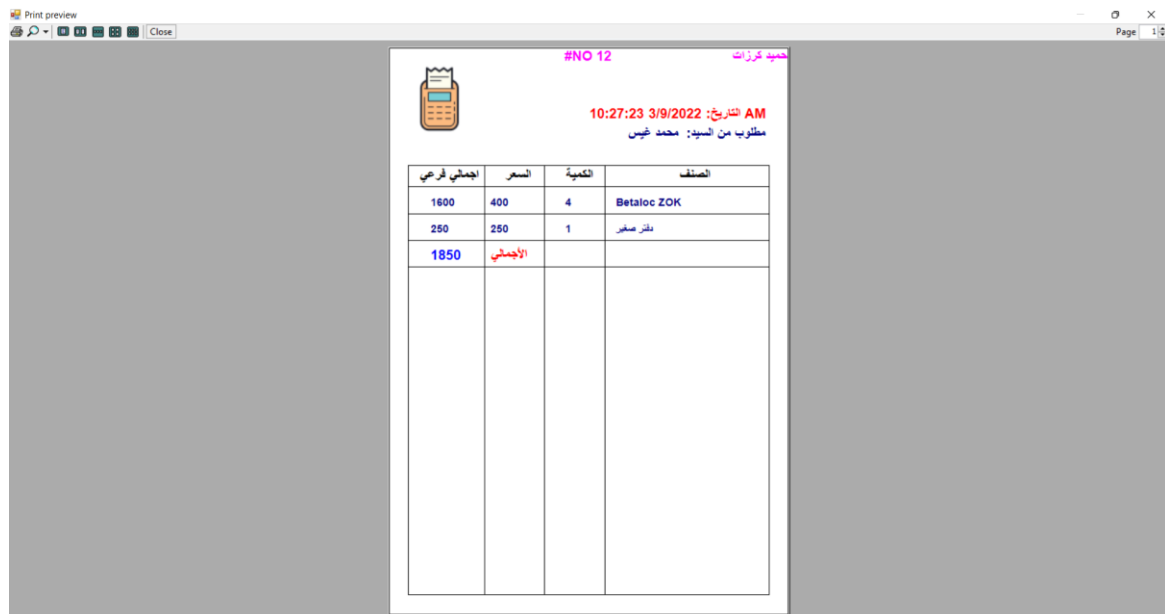 Print preview
Close
Page 1
حميد كرزات #NO 12
التاريخ: 3/9/2022 10:27:23 AM
مطلوب من السيد: محمد غيس
الصنف الكمية السعر اجمالي فرعي
Betaloc ZOK 4 400 1600
دفتر صغير 1 250 250
الأجمالي 1850